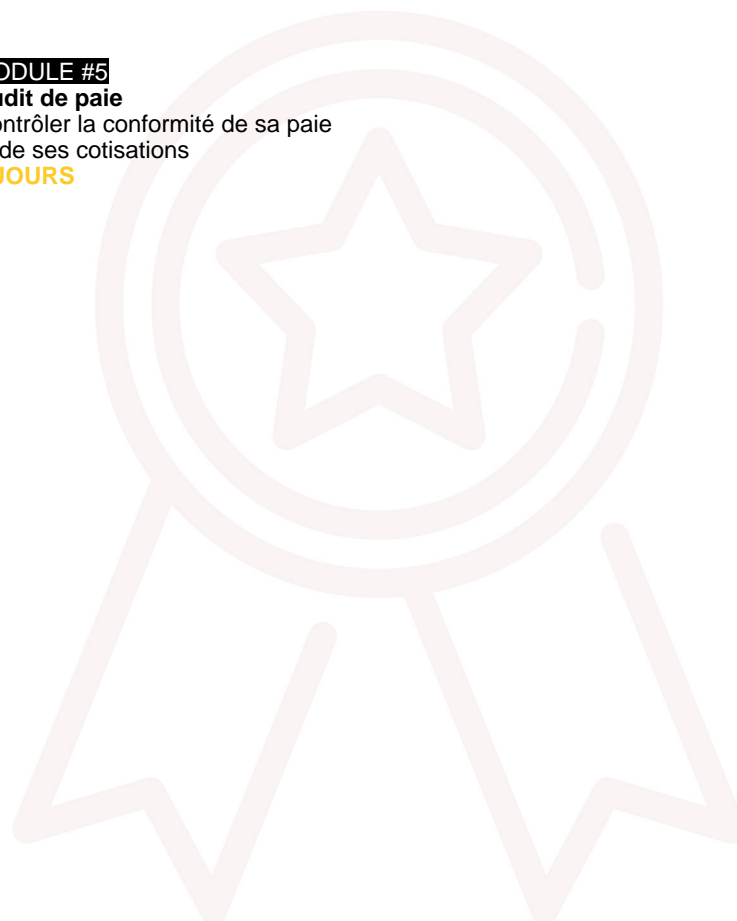 ODULE #5
udit de paie
ontrôler la conformité de sa paie
de ses cotisations
JOURS